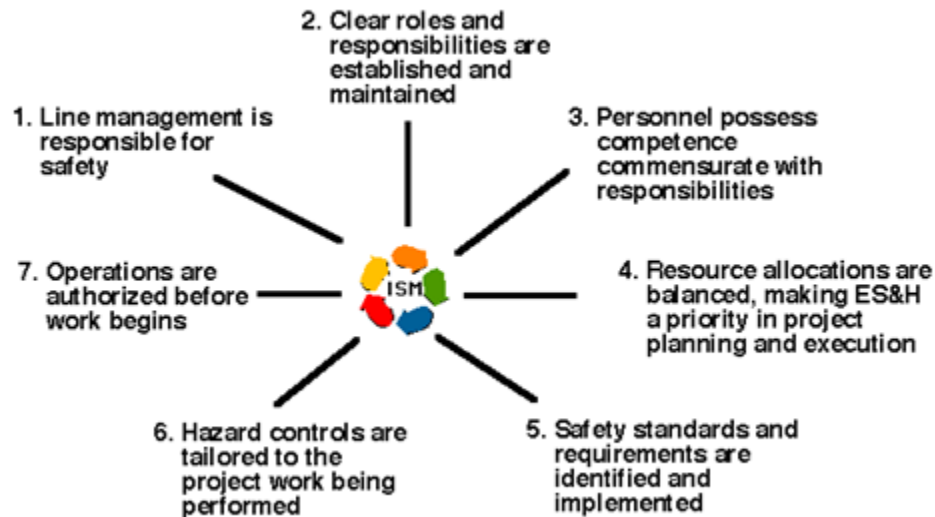 1. Line management is
responsible for
safety
2. Clear roles and
responsibilities are
established and
maintained
3. Personnel possess
competence
commensurate with
responsibilities
4. Resource allocations are
balanced, making ES&H
a priority in project
planning and execution
5. Safety standards and
requirements are
identified and
implemented
6. Hazard controls are
tailored to the
project work being
performed
7. Operations are
authorized before
work begins
ISM